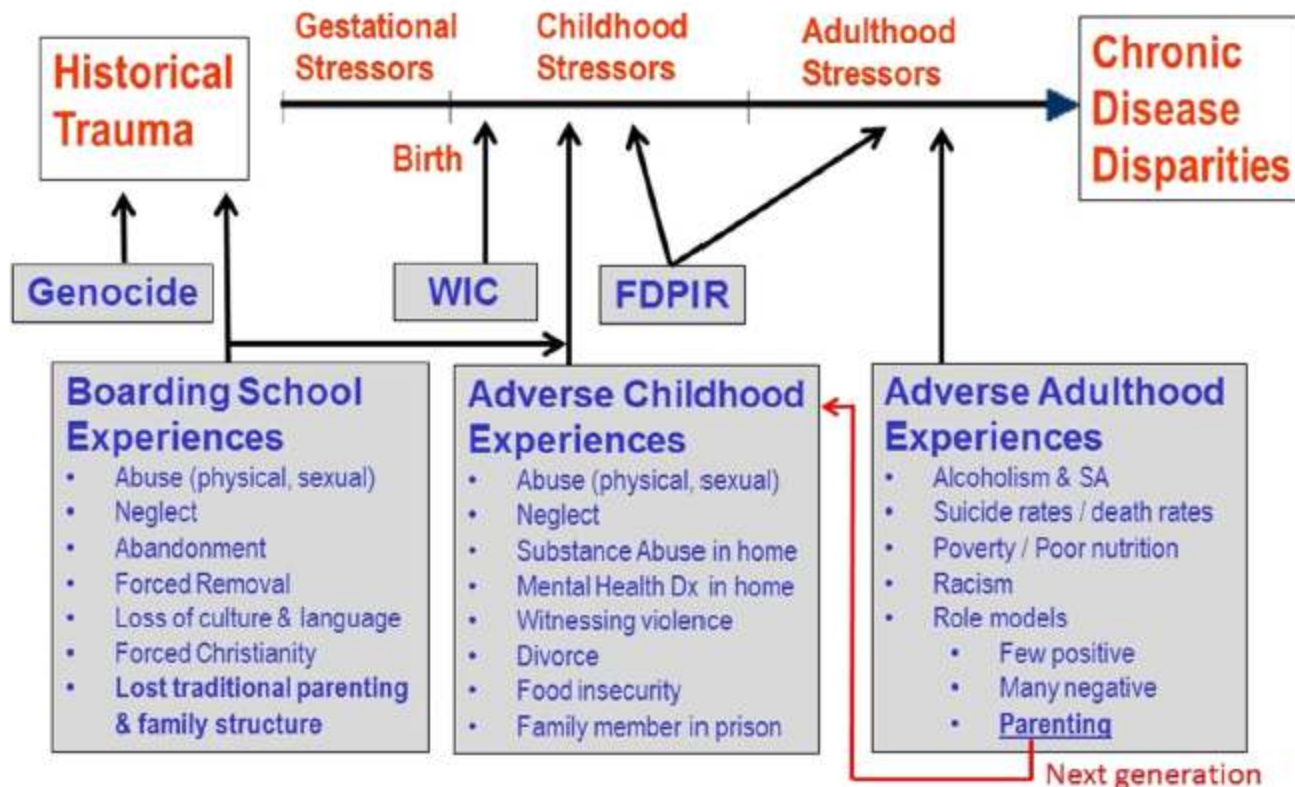 Historical
Trauma
Gestational
Stressors
Childhood
Stressors
Adulthood
Stressors
Chronic
Disease
Disparities
Birth
Genocide
WIC
FDPIR
Boarding School
Experiences
• Abuse (physical, sexual)
• Neglect
• Abandonment
• Forced Removal
• Loss of culture & language
• Forced Christianity
• Lost traditional parenting
& family structure
Adverse Childhood
Experiences
• Abuse (physical, sexual)
• Neglect
• Substance Abuse in home
• Mental Health Dx in home
• Witnessing violence
• Divorce
• Food insecurity
• Family member in prison
Adverse Adulthood
Experiences
• Alcoholism & SA
• Suicide rates / death rates
• Poverty / Poor nutrition
• Racism
• Role models
• Few positive
• Many negative
• Parenting
Next generation